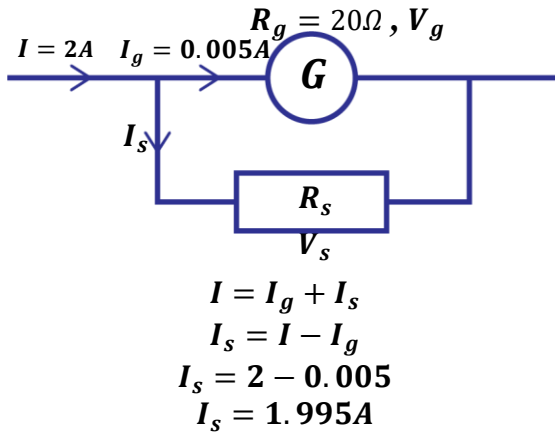 R_g = 20Ω , V_g
I = 2A I_g = 0.005A
G
I_s
R_s
V_s
I = I_g + I_s
I_s = I − I_g
I_s = 2 − 0.005
I_s = 1.995A